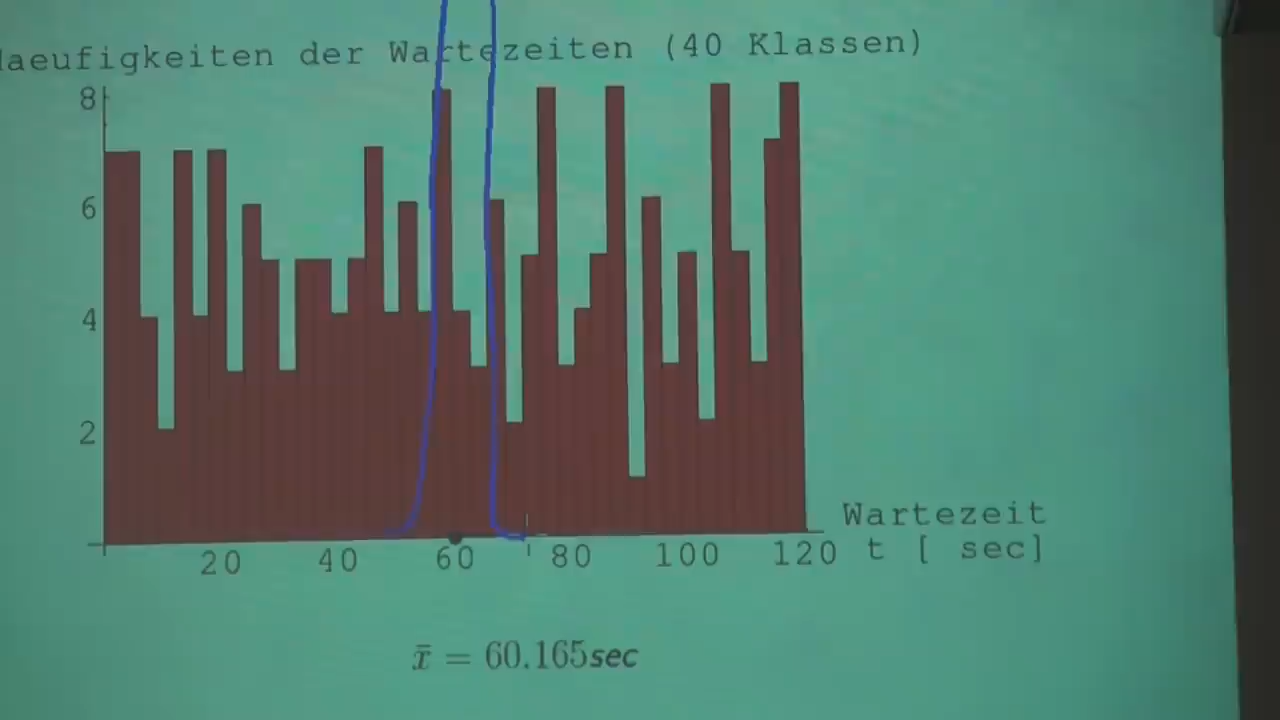 Haeufigkeiten der Wartezeiten (40 Klassen)
8
6
4
2
20 40 60 80 100 120
Wartezeit
t [ sec]
x̄ = 60.165sec